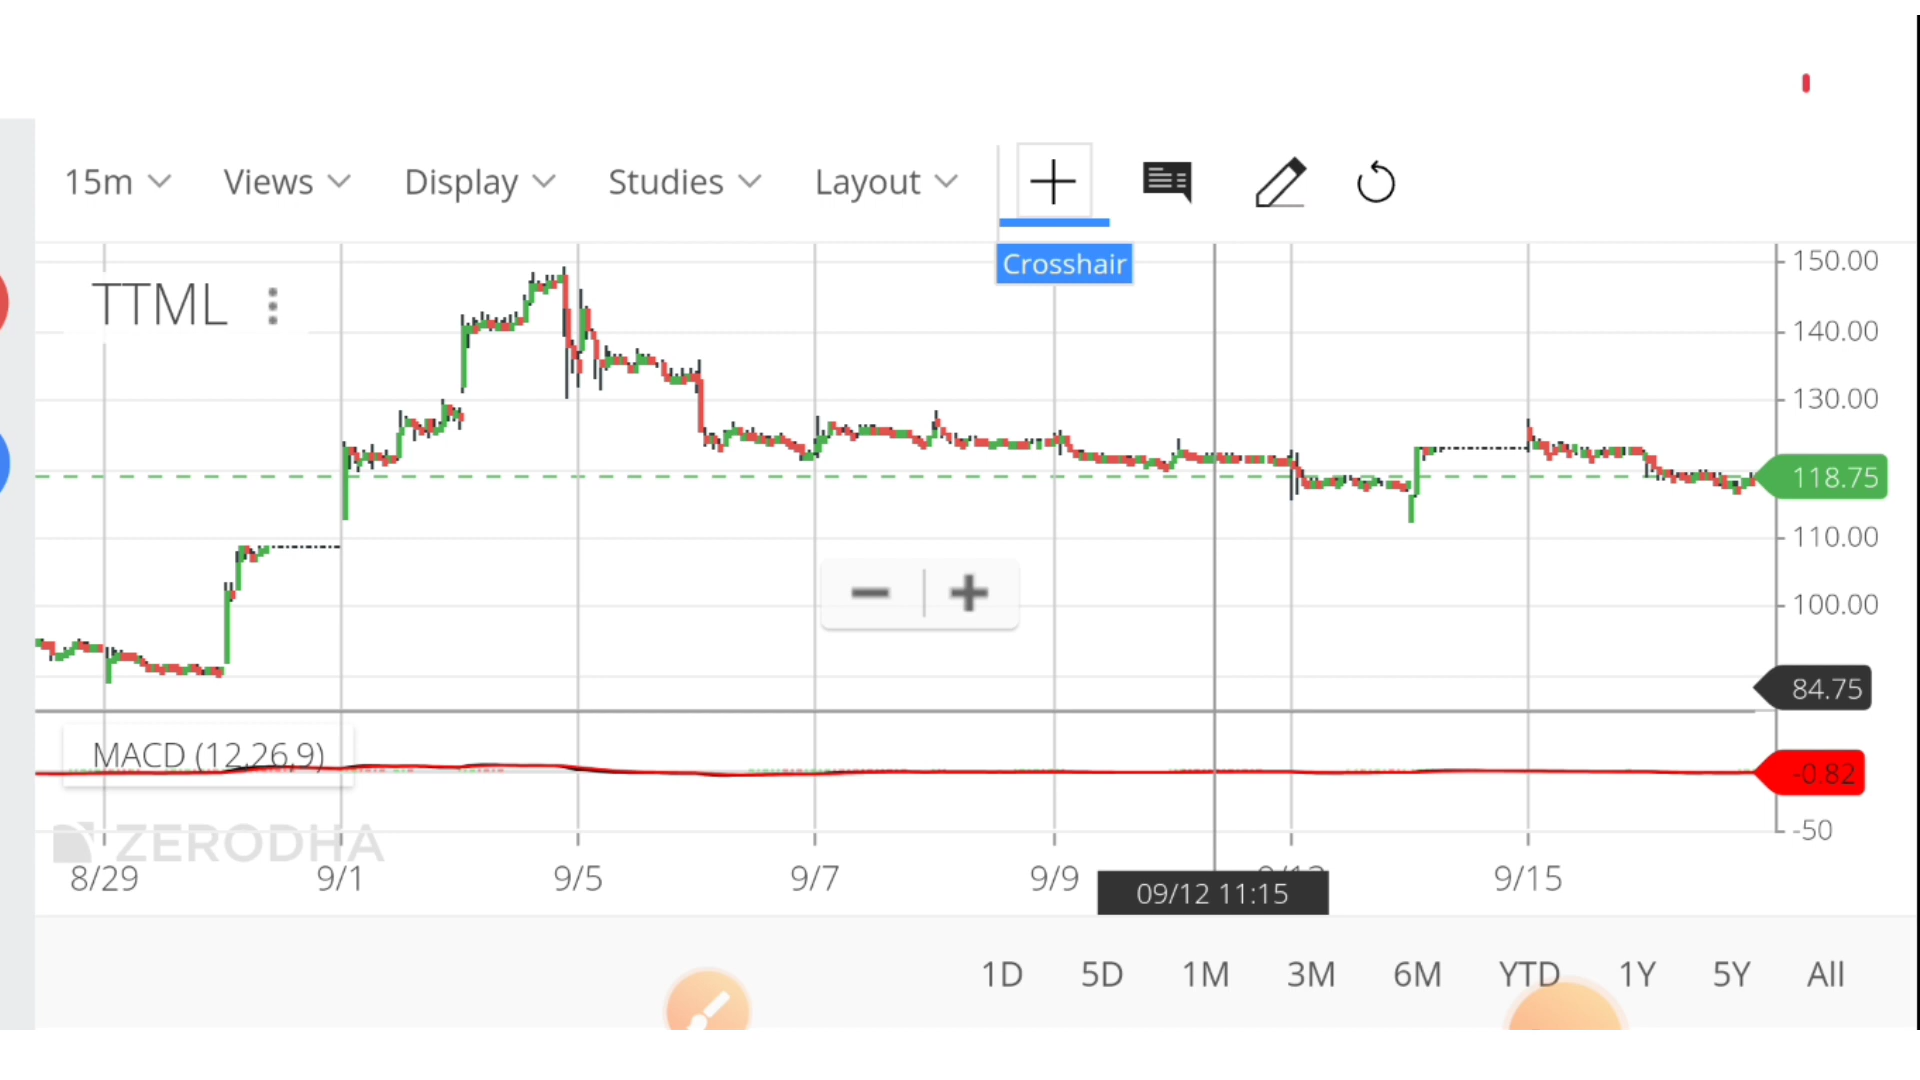 15m Views Display Studies Layout
Crosshair
TTML
150.00
140.00
130.00
118.75
110.00
100.00
84.75
MACD (12,26,9)
-0.82
-50
ZERODHA
8/29 9/1 9/5 9/7 9/9 09/12 11:15 9/15
1D 5D 1M 3M 6M YTD 1Y 5Y All